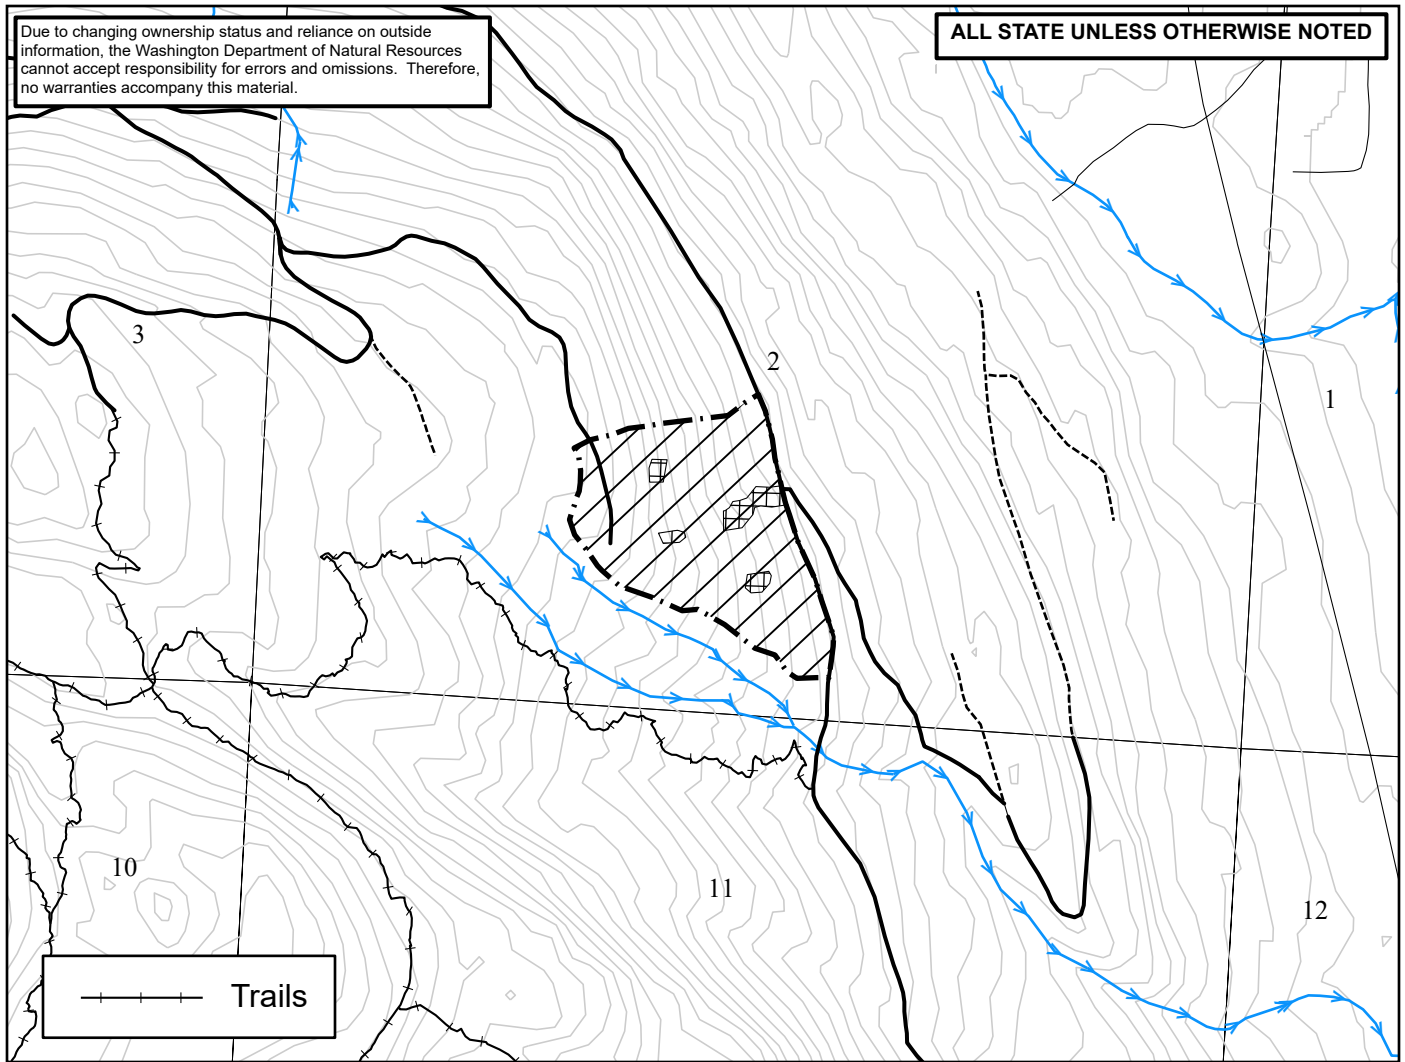 Due to changing ownership status and reliance on outside
information, the Washington Department of Natural Resources
cannot accept responsibility for errors and omissions. Therefore,
no warranties accompany this material.
ALL STATE UNLESS OTHERWISE NOTED
3
2
1
10
11
12
Trails